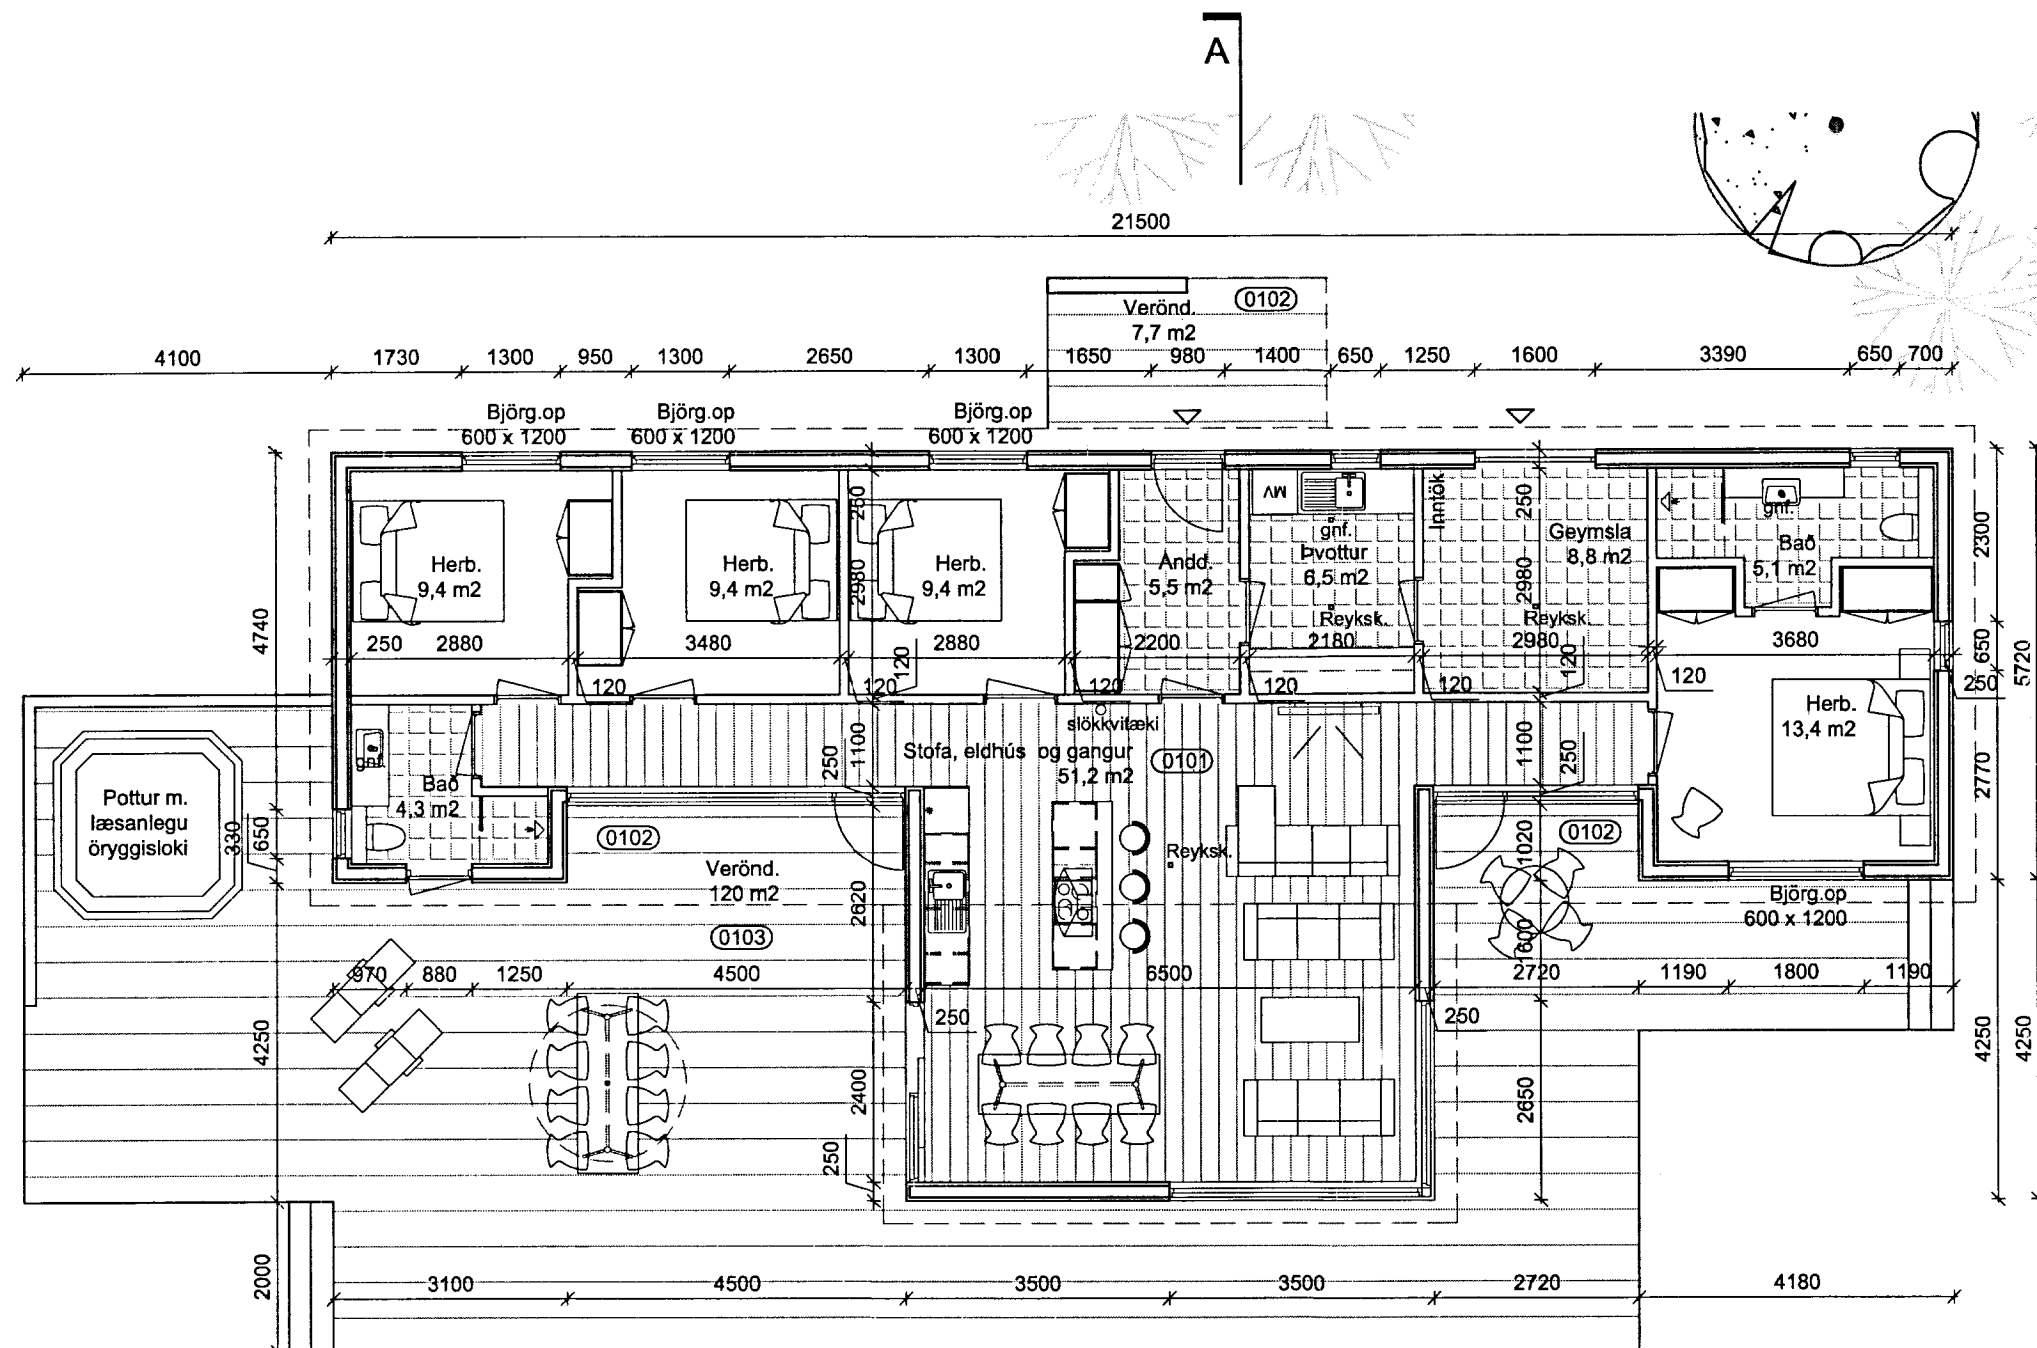 A
21500
Verönd.
0102
7,7 m2
4100
1730
1300
950
1300
2650
1300
1650
980
1400
650
1250
1600
3390
650
700
Björg.op
600 x 1200
Björg.op
600 x 1200
Björg.op
600 x 1200
4740
Herb.
9,4 m2
Herb.
9,4 m2
250
2980
Herb.
9,4 m2
Andd.
5,5 m2
MV
gnf.
Þvottur
6,5 m2
Reyksk.
Inntök
250
2980
Geymsla
8,8 m2
Reyksk.
gnf.
Bað
5,1 m2
2300
650
5720
250
2880
3480
2880
2200
2180
2980
3680
120
120
120
120
120
120
120
120
250
Herb.
13,4 m2
2770
slökkvitæki
Stofa, eldhús og gangur
51,2 m2
0101
250
1100
1100
250
Pottur m.
læsanlegu
öryggisloki
330
650
gnf.
Bað
4,3 m2
0102
Verönd.
120 m2
0103
2620
Reyksk.
1020
0102
1600
Björg.op
600 x 1200
970
880
1250
4500
6500
2720
1190
1800
1190
250
250
4250
2400
2650
4250
4250
250
2000
3100
4500
3500
3500
2720
4180